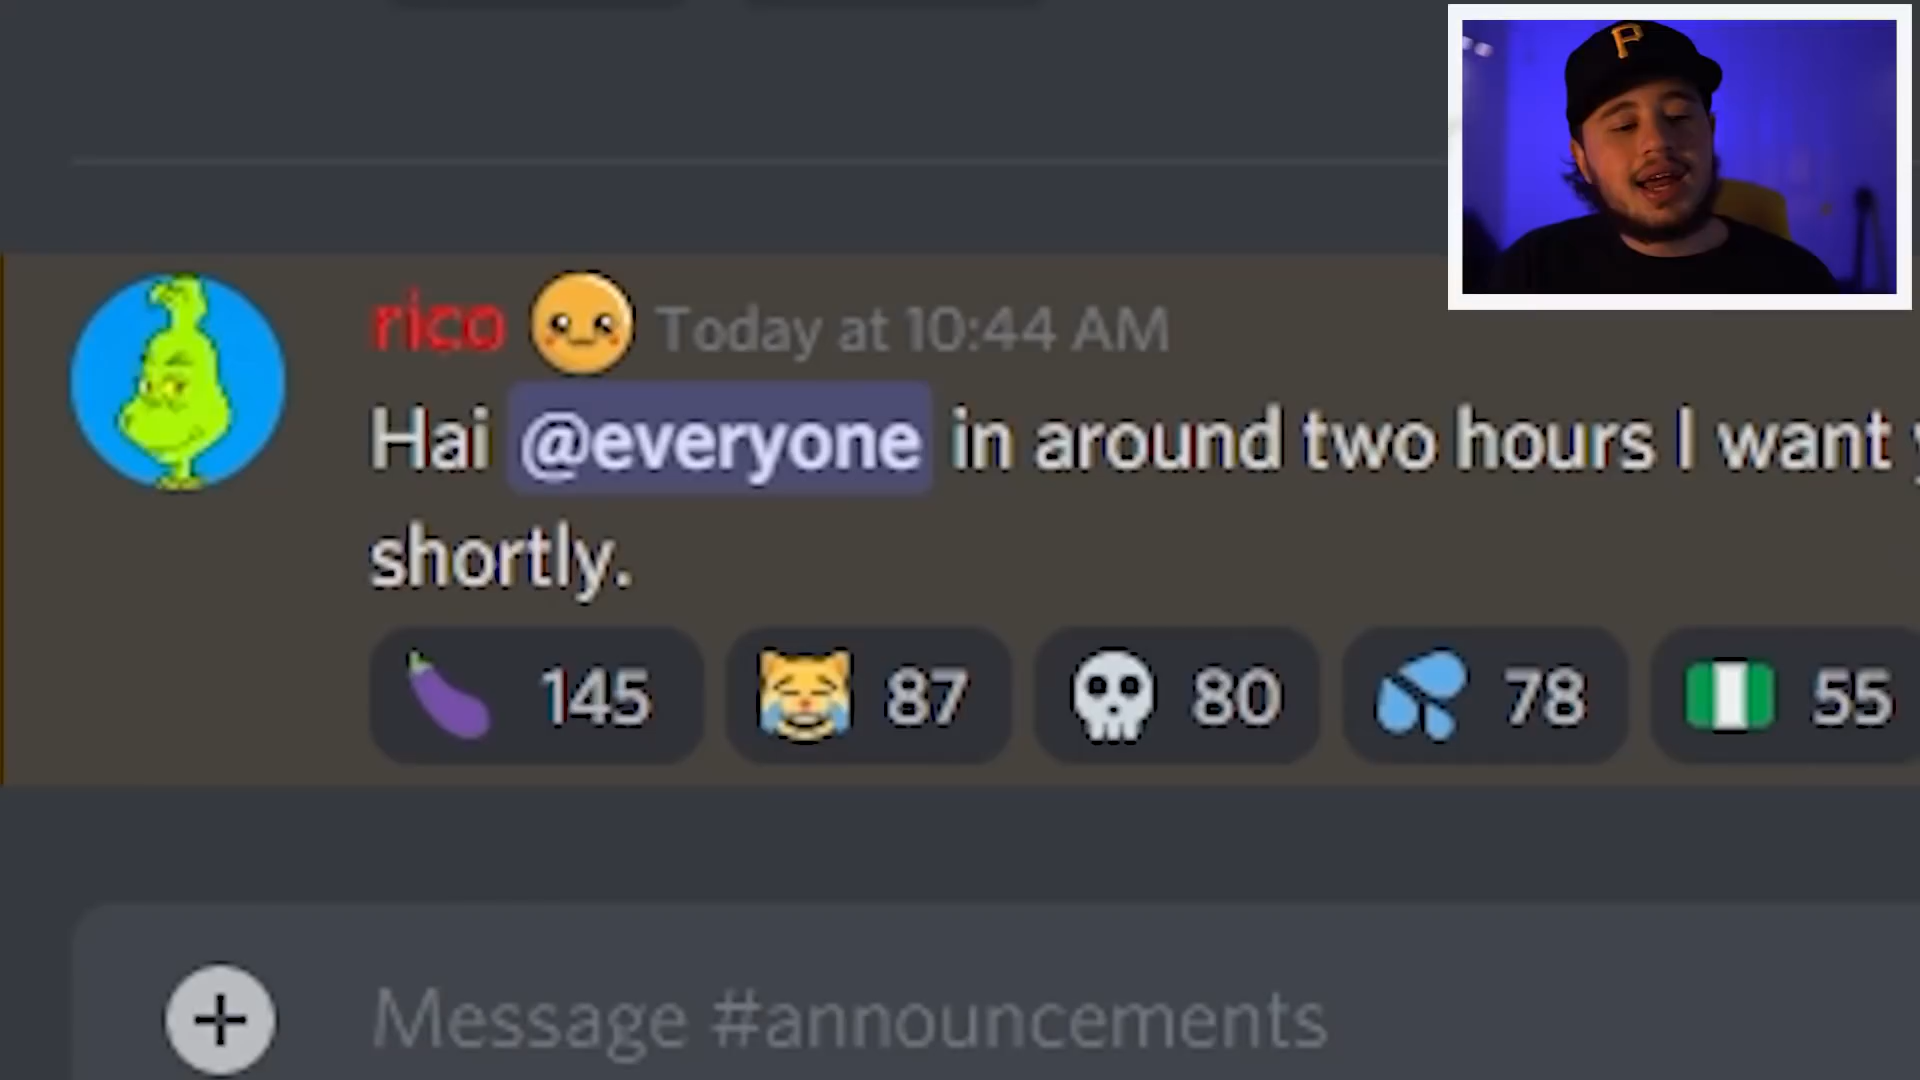 P
rico Today at 10:44 AM
Hai @everyone in around two hours I want
shortly.
145 87 80 78 55
Message #announcements